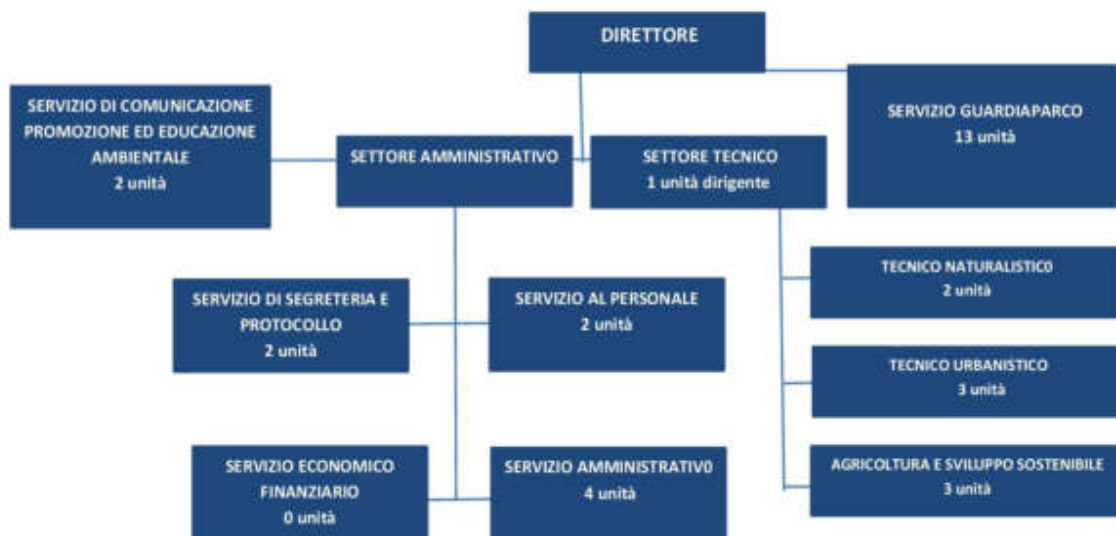 DIRETTORE
SERVIZIO DI COMUNICAZIONE
PROMOZIONE ED EDUCAZIONE
AMBIENTALE
2 unità
SETTORE AMMINISTRATIVO
SETTORE TECNICO
1 unità dirigente
SERVIZIO GUARDIAPARCO
13 unità
SERVIZIO DI SEGRETERIA E
PROTOCOLLO
2 unità
SERVIZIO AL PERSONALE
2 unità
TECNICO NATURALISTIC0
2 unità
TECNICO URBANISTICO
3 unità
SERVIZIO ECONOMICO
FINANZIARIO
0 unità
SERVIZIO AMMINISTRATIV0
4 unità
AGRICOLTURA E SVILUPPO SOSTENIBILE
3 unità